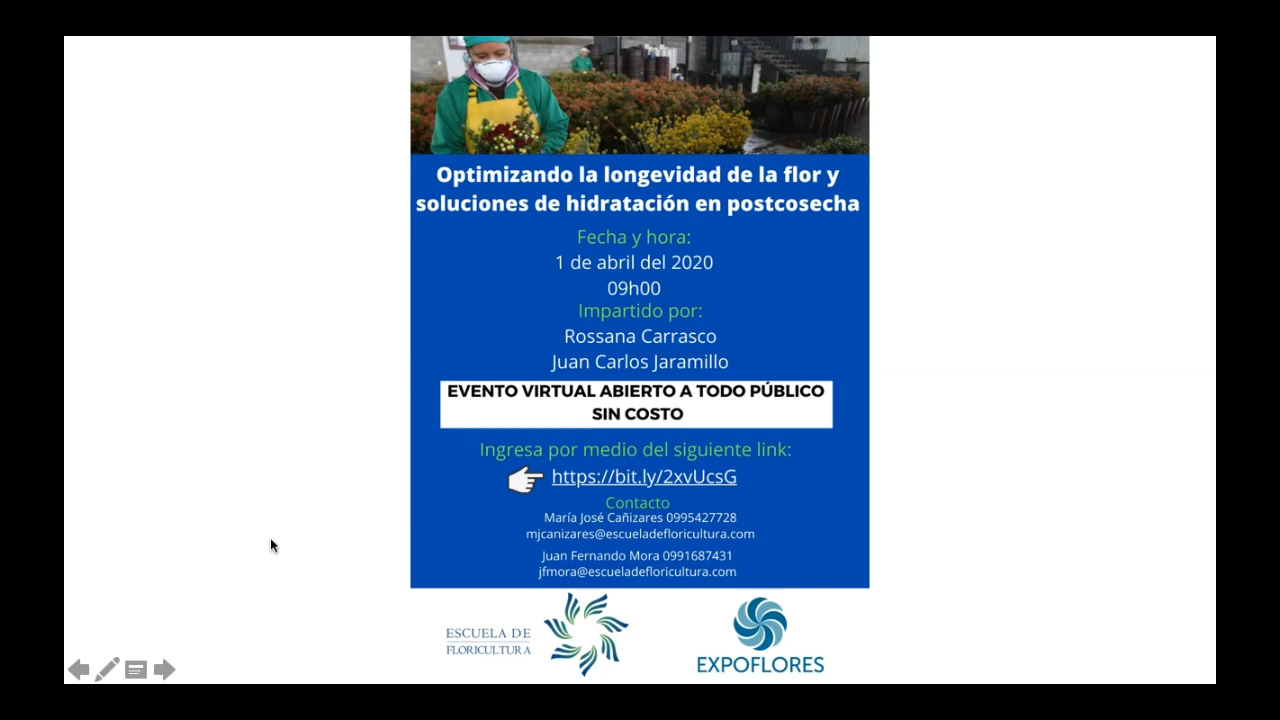 Optimizando la longevidad de la flor y
soluciones de hidratación en postcosecha
Fecha y hora:
1 de abril del 2020
09h00
Impartido por:
Rossana Carrasco
Juan Carlos Jaramillo
EVENTO VIRTUAL ABIERTO A TODO PÚBLICO
SIN COSTO
Ingresa por medio del siguiente link:
https://bit.ly/2xvUcsG
Contacto
María José Cañizares 0995427728
mjcanizares@escueladefloricultura.com
Juan Fernando Mora 0991687431
jfmora@escueladefloricultura.com
ESCUELA DE
FLORICULTURA
EXPOFLORES